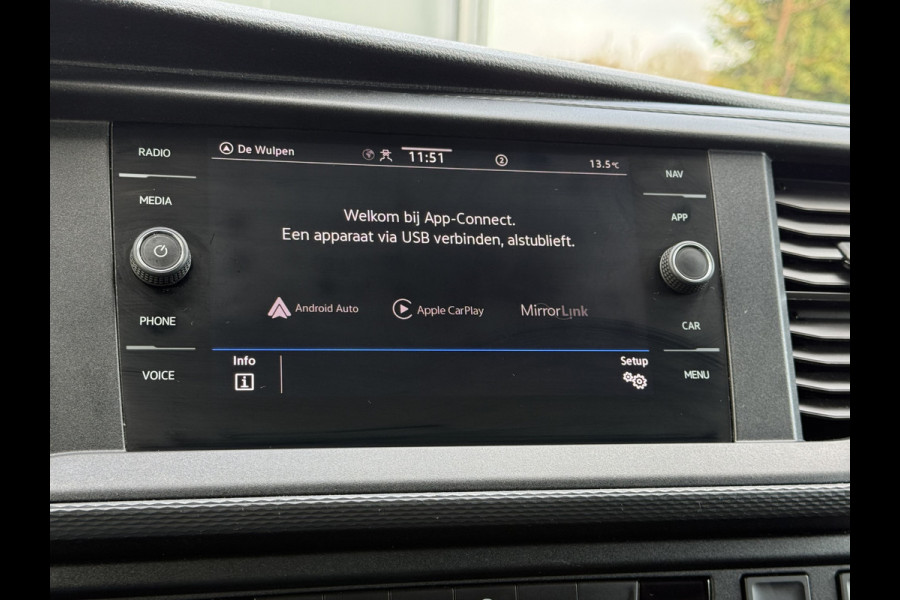 RADIO
MEDIA
PHONE
VOICE
De Wulpen 11:51 2 13.5°C
Welkom bij App-Connect.
Een apparaat via USB verbinden, alstublieft.
Android Auto Apple CarPlay MirrorLink
Info Setup
i
NAV
APP
CAR
MENU